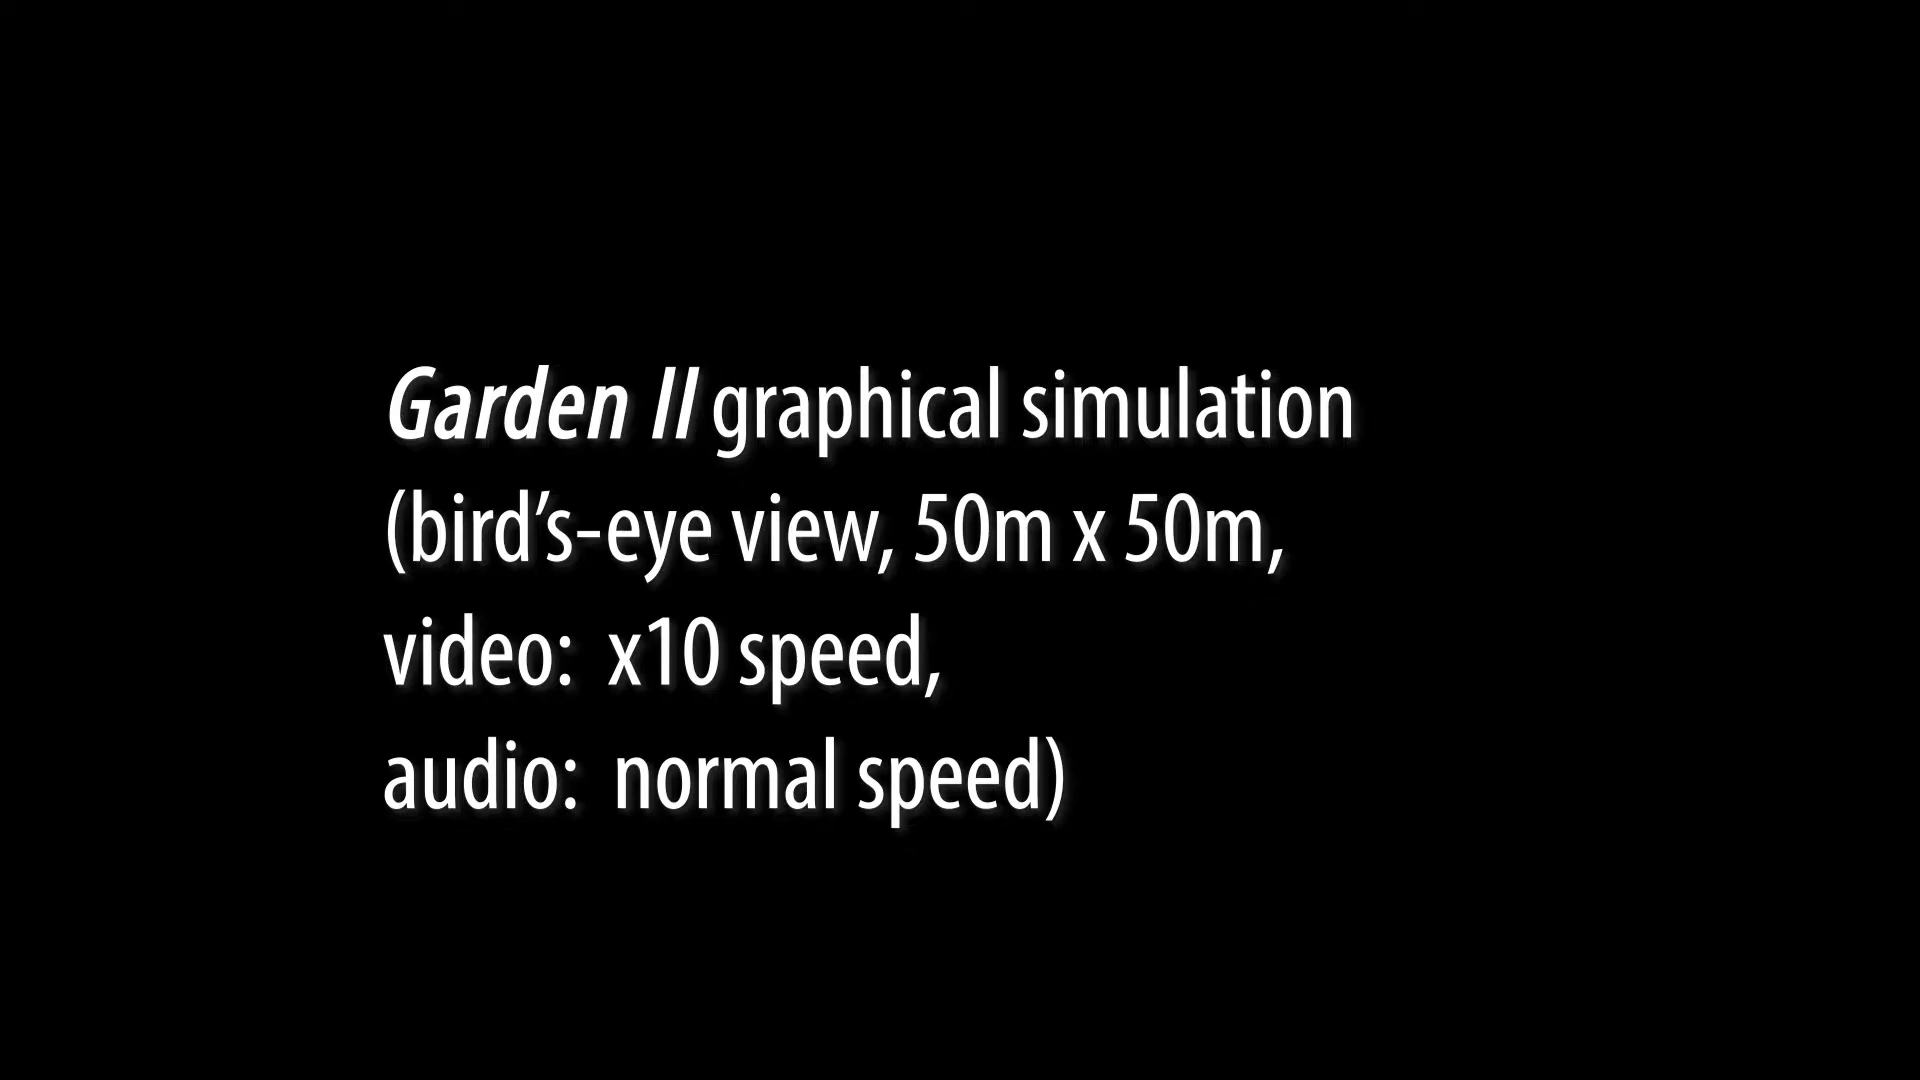 Garden II graphical simulation
(bird’s-eye view, 50m x 50m,
video:  x10 speed,
audio:  normal speed)